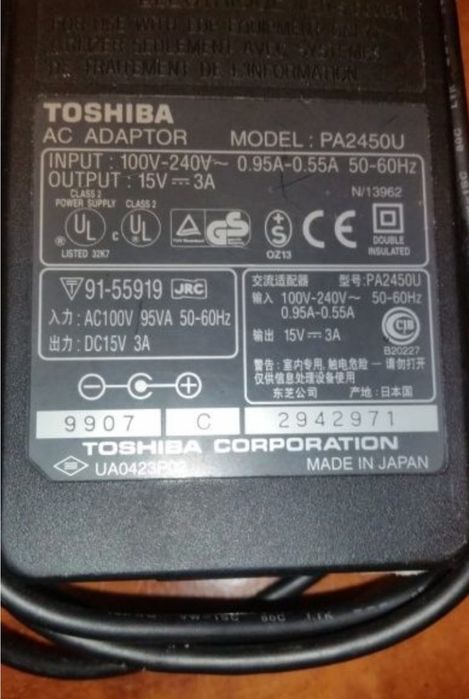 FOR USE WITH EDP EQUIPMENT ONLY
UTILISER SEULEMENT AVEC SYSTEMES
DE TRAITEMENT DE L'INFORMATION
TOSHIBA
AC ADAPTOR MODEL : PA2450U
INPUT : 100V-240V～ 0.95A-0.55A 50-60Hz
OUTPUT : 15V⎓3A
N/13962
CLASS 2
POWER SUPPLY
CLASS 2
UL
c UL
GS
S
CE
LISTED 32K7
OZ13
DOUBLE
INSULATED
91-55919 JRC
入力 : AC100V 95VA 50-60Hz
出力 : DC15V 3A
交流适配器 型号:PA2450U
输入 100V-240V～ 50-60Hz
0.95A-0.55A
输出 15V⎓3A
B20227
警告 : 室内专用, 触电危险 — 请勿打开
仅供信息处理设备使用
东芝公司 产地 : 日本国
9907 C 2942971
TOSHIBA CORPORATION
UA0423P02 MADE IN JAPAN